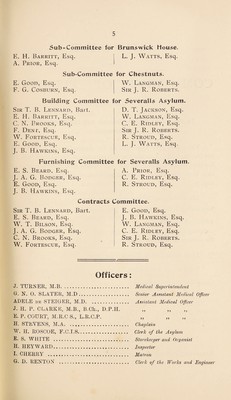 5
Sub-Committee for Brunswick House.
E. H. Barritt, Esq.
A. Prior, Esq.
L. J. Watts, Esq.
Sub-Committee for Chestnuts.
E. Good, Esq.
F. G. Cosburn, Esq.
W. Langman, Esq.
Sir J. R. Roberts.
Building Committee for Severalls Asylum.
Sir T. B. Lennard, Bart.
E. H. Barritt, Esq.
C. N. Brooks, Esq.
F. Dent, Esq.
W. Fortescue, Esq.
E. Good, Esq.
J. B. Hawkins, Esq.
D. T. Jackson, Esq.
W. Langman, Esq.
C. E. Ridley, Esq.
Sir J. R. Roberts.
R. Stroud, Esq.
L. J. Watts, Esq.
Furnishing Committee for Severalls Asylum.
E. S. Beard, Esq.
J. A. G. Bodger, Esq.
E. Good, Esq.
J. B. Hawkins, Esq.
A. Prior, Esq.
C. E. Ridley, Esq.
R. Stroud, Esq.
Contracts Committee.
Sir T. B. Lennard, Bart.
E. S. Beard, Esq.
W. T. Bilson, Esq.
J. A. G. Bodger, Esq.
C. N. Brooks, Esq.
W. Fortescue, Esq.
E. Good, Esq.
J. B. Hawkins, Esq.
W. Langman, Esq.
C. E. Ridley, Esq.
Sir J. R. Roberts.
R. Stroud, Esq.
Officers:
J. TURNER, M.B. .................. Medical Superintendent
G. N. O. SLATER, M.D. .................. Senior Assistant Medical Officer
ADELE DE STEIGER, M.D. .................. Assistant Medical Officer
J. H. P. CLARKE, M.B., B.Ch., D.P.H. " " "
E. P. COURT, M.R.C.S., L.R.C.P. " " "
H. STEVENS, M.A. .................. Chaplain
W. H. ROSCOE, F.C.I.S. .................. Clerk of the Asylum
E. S. WHITE .................. Storekeeper and Organist
R. HEYWARD .................. Inspector
I. CHERRY .................. Matron
G. D. RENTON .................. Clerk of the Works and Engineer